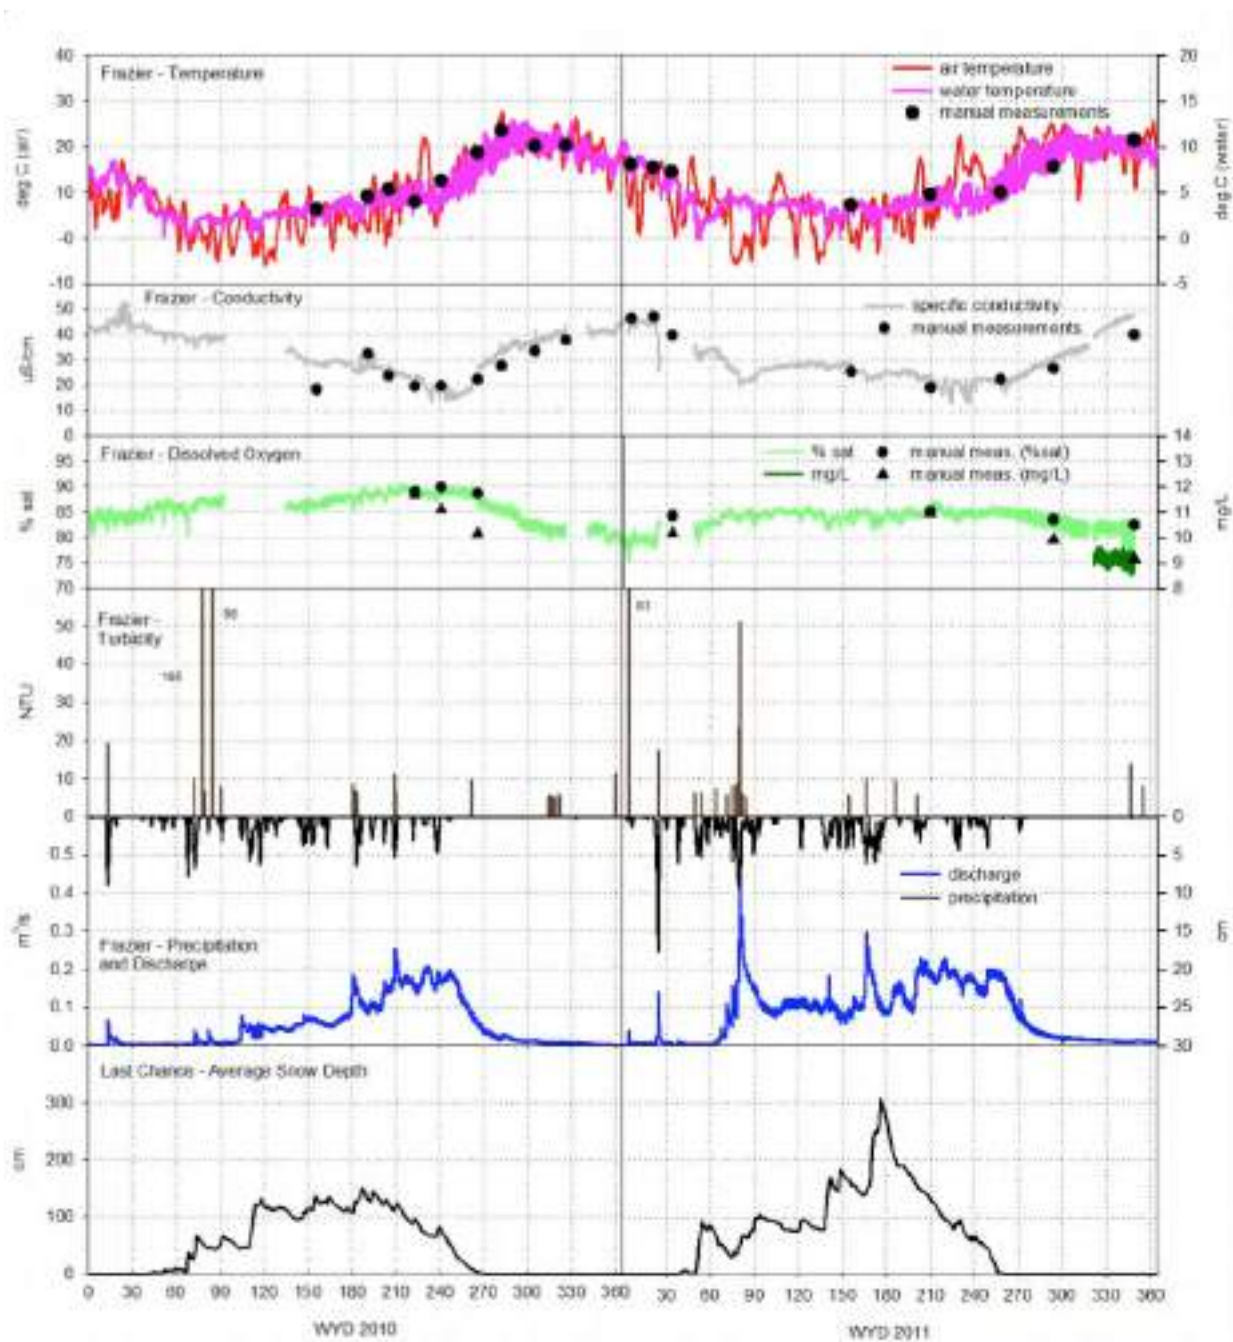 Frazier - Temperature
air temperature
water temperature
manual measurements
deg C (air)
40
30
20
10
-0
-10
deg C (water)
20
15
10
5
0
-5
Frazier - Conductivity
specific conductivity
manual measurements
50
40
30
20
10
0
Frazier - Dissolved Oxygen
% sat
mg/L
manual meas. (%sat)
manual meas. (mg/L)
% sat
95
90
85
80
75
70
mg/L
14
13
12
11
10
9
8
Frazier -
Turbidity
NTU
50
40
30
20
10
0
0
discharge
precipitation
Frazier - Precipitation
and Discharge
m³/s
0.5
0.4
0.3
0.2
0.1
0.0
cm
5
10
15
20
25
30
Last Chance - Average Snow Depth
cm
300
200
100
0
0 30 60 90 120 150 180 210 240 270 300 330 360 30 60 90 120 150 180 210 240 270 300 330 360
WYD 2010
WYD 2011